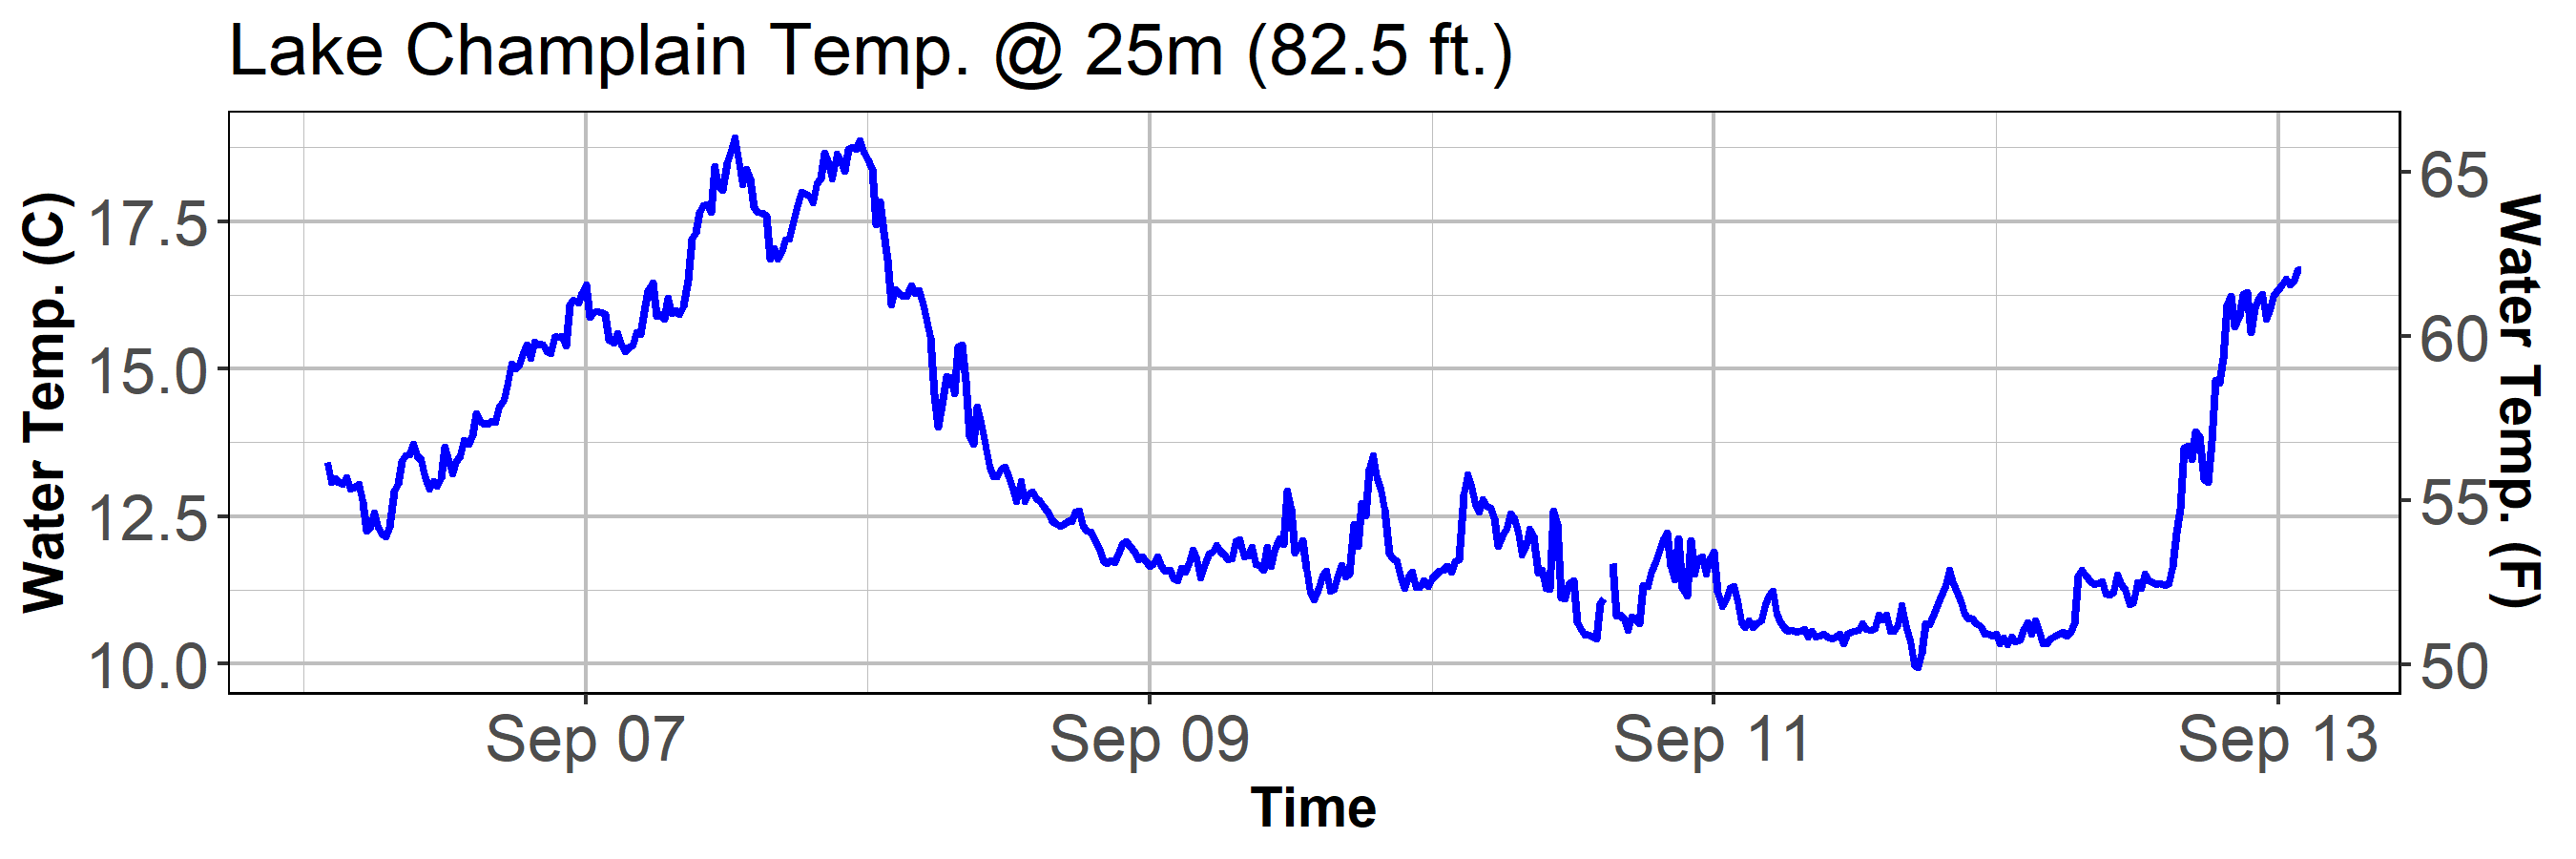 Lake Champlain Temp. @ 25m (82.5 ft.)
Water Temp. (C)
17.5
15.0
12.5
10.0
65
60
55
50
Water Temp. (F)
Sep 07
Sep 09
Sep 11
Sep 13
Time